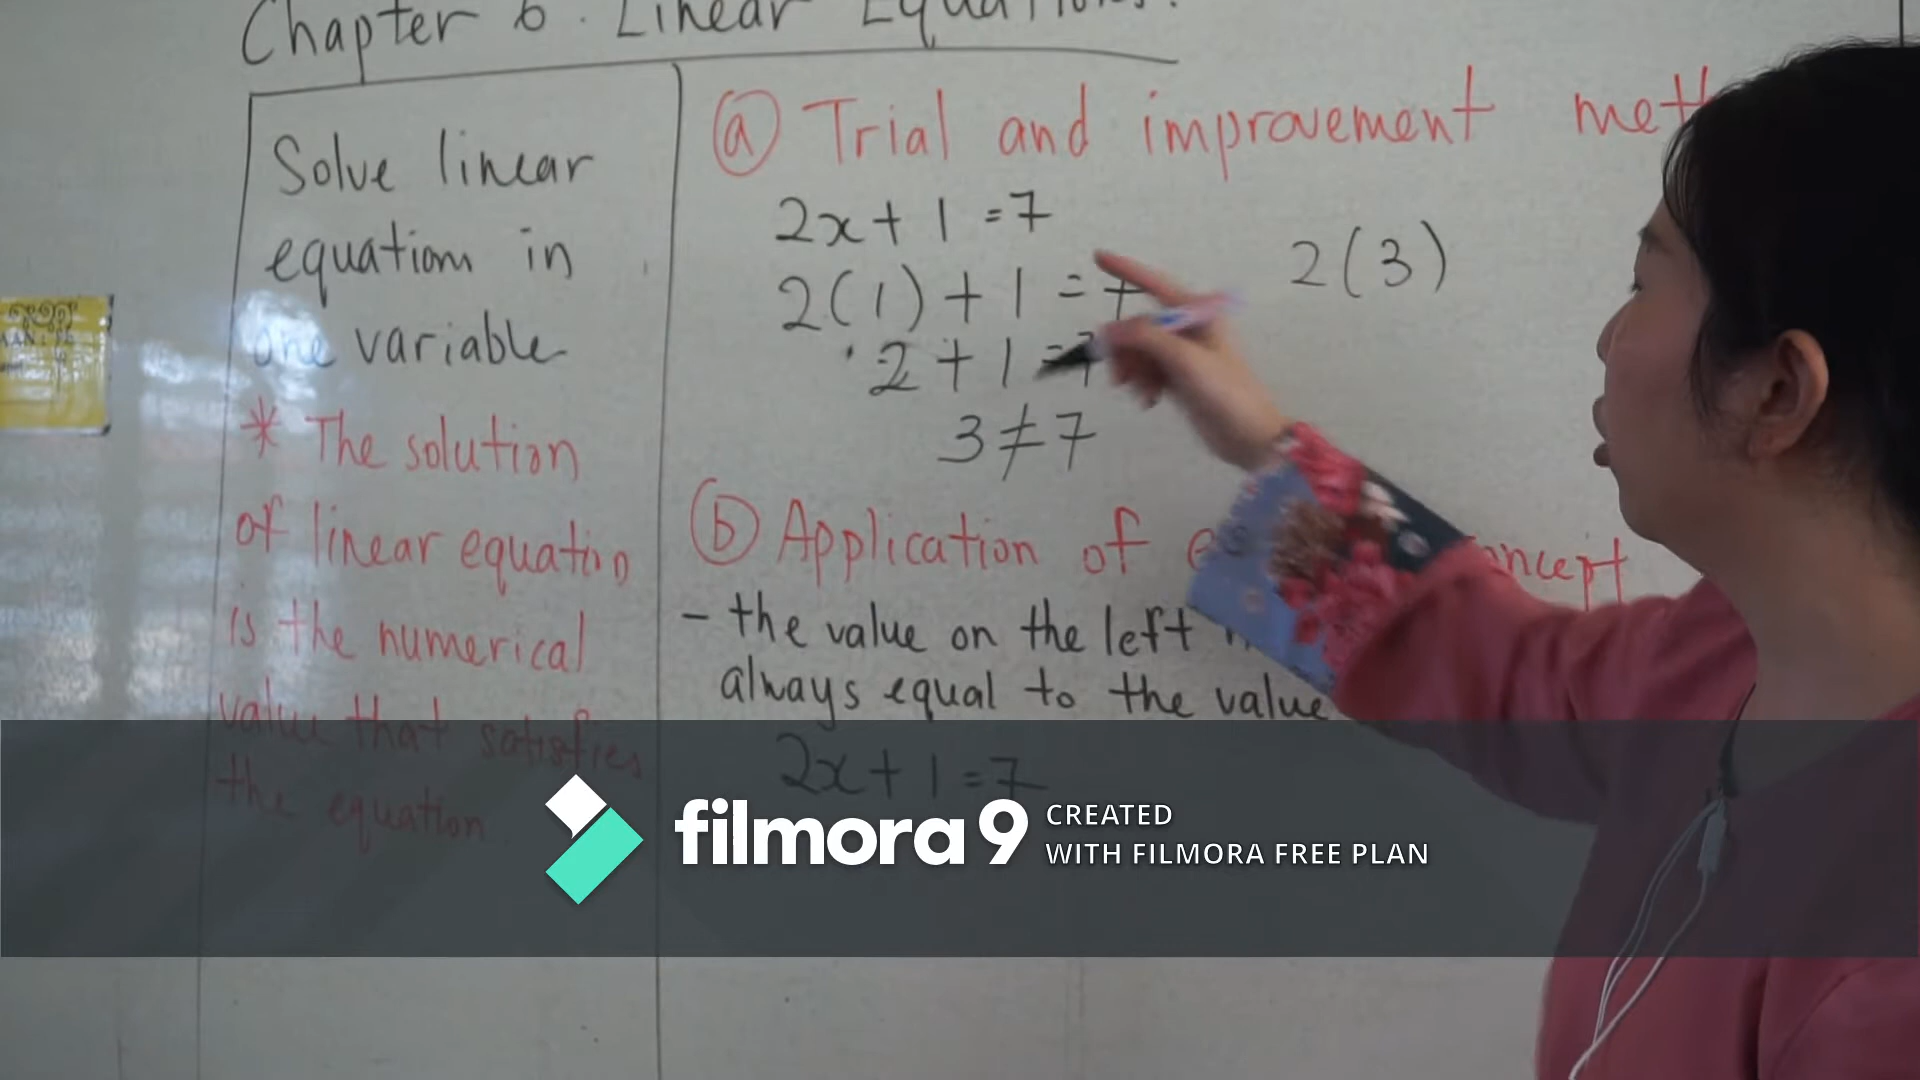 Chapter 6. Linear Equations.
Solve linear
equation in
one variable
* The solution
of linear equation
is the numerical
value that satisfies
the equation
(a) Trial and improvement
2x + 1 = 7
2(1) + 1 = 7
2 + 1 = 7
3 ≠ 7
2(3)
(b) Application of
- the value on the left
always equal to the value
2x + 1 = 7
filmora 9
CREATED
WITH FILMORA FREE PLAN